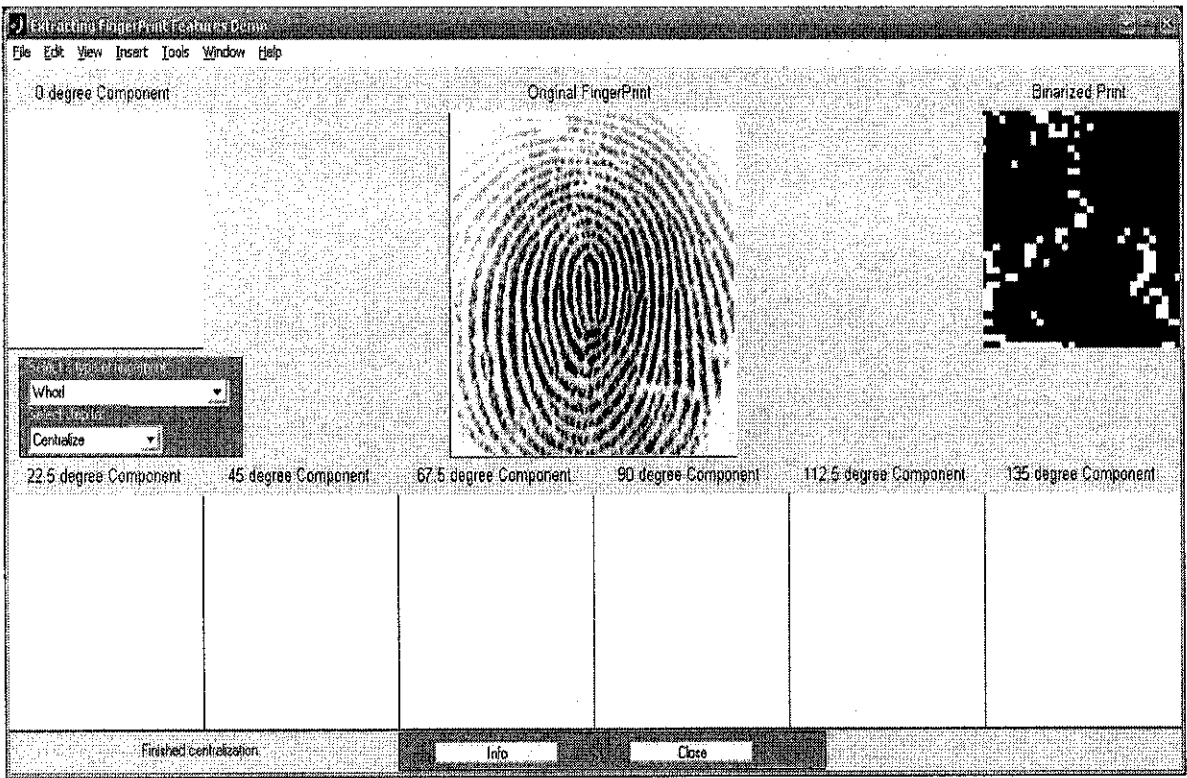 Extracting FingerPrint Features Demo
File Edit View Insert Tools Window Help
0 degree Component
Original FingerPrint
Binarized Print
Whorl
Centralize
22.5 degree Component
45 degree Component
67.5 degree Component
90 degree Component
112.5 degree Component
135 degree Component
Finished centralization
Info
Close